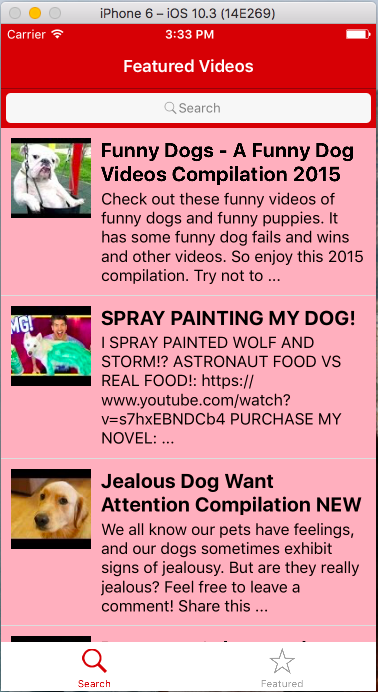 iPhone 6 – iOS 10.3 (14E269)
Carrier 3:33 PM
Featured Videos
Search
Funny Dogs - A Funny Dog
Videos Compilation 2015
Check out these funny videos of
funny dogs and funny puppies. It
has some funny dog fails and wins
and other videos. So enjoy this 2015
compilation. Try not to ...
MG!
SPRAY PAINTING MY DOG!
I SPRAY PAINTED WOLF AND
STORM!? ASTRONAUT FOOD VS
REAL FOOD!: https://
www.youtube.com/watch?
v=s7hxEBNDCb4 PURCHASE MY
NOVEL: ...
Jealous Dog Want
Attention Compilation NEW
We all know our pets have feelings,
and our dogs sometimes exhibit
signs of jealousy. But are they really
jealous? Feel free to leave a
comment! Share this ...
Search Featured